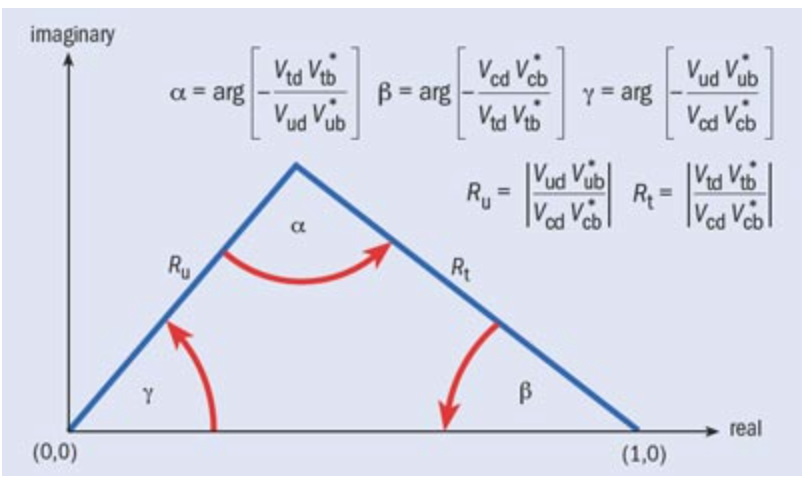 imaginary
α = arg [ - V_td V_tb^* / V_ud V_ub^* ] β = arg [ - V_cd V_cb^* / V_td V_tb^* ] γ = arg [ - V_ud V_ub^* / V_cd V_cb^* ]
R_u = | V_ud V_ub^* / V_cd V_cb^* | R_t = | V_td V_tb^* / V_cd V_cb^* |
α
R_u
R_t
γ
β
real
(0,0)
(1,0)